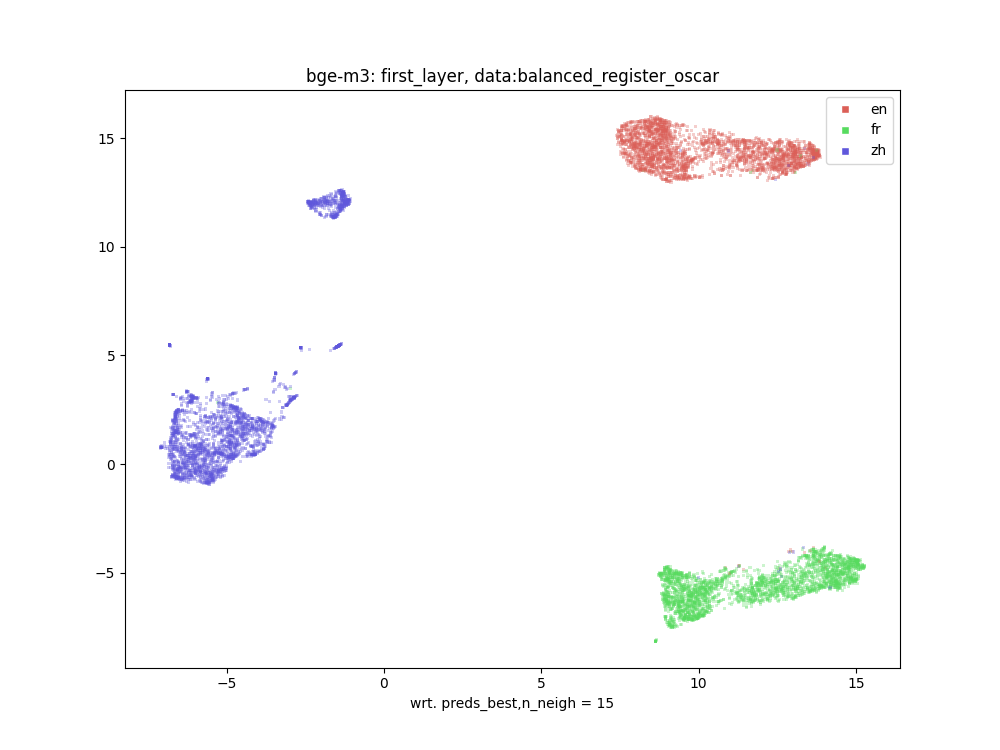 bge-m3: first_layer, data:balanced_register_oscar
en
fr
zh
15
10
5
0
−5
−5
0
5
10
15
wrt. preds_best,n_neigh = 15